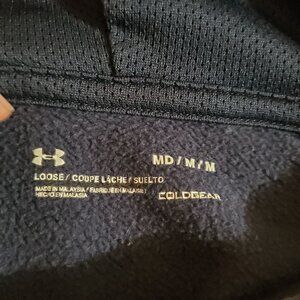 MD / M / M
LOOSE / COUPE LÂCHE / SUELTO
MADE IN MALAYSIA / FABRIQUÉ EN MALAISIE /
HECHO EN MALASIA
COLDGEAR